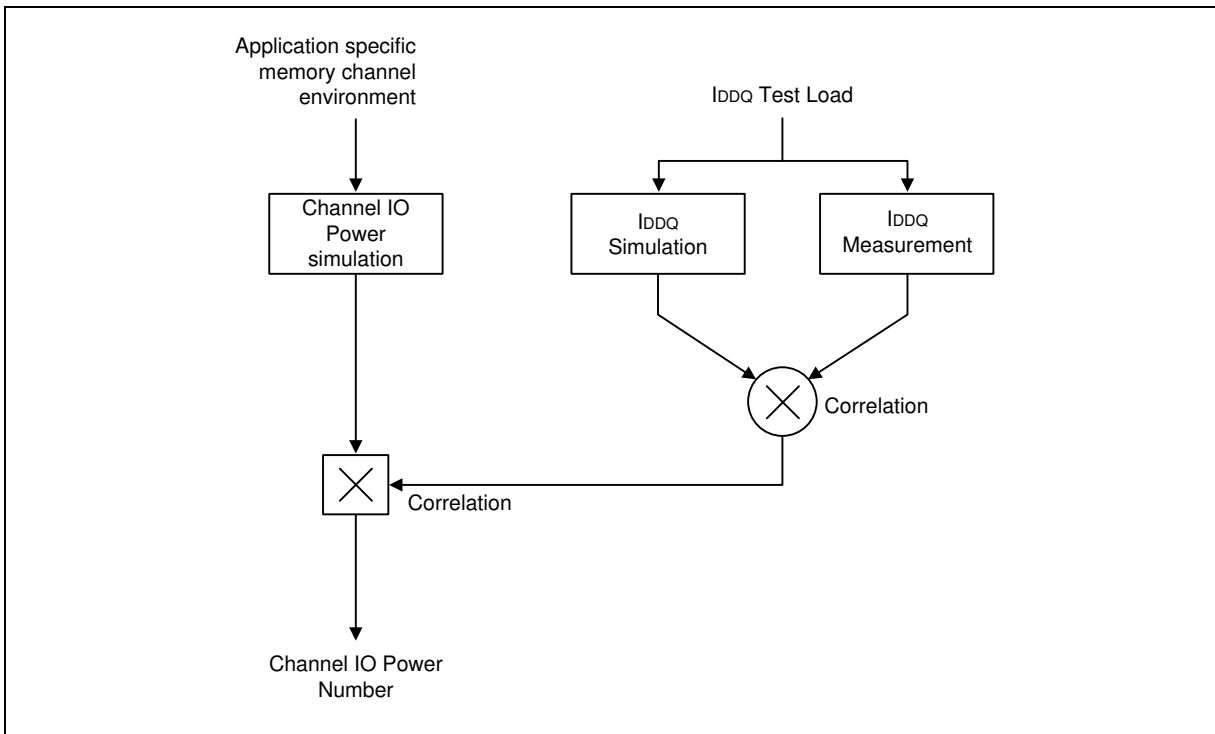 Application specific
memory channel
environment
IDDQ Test Load
Channel IO
Power
simulation
IDDQ
Simulation
IDDQ
Measurement
Correlation
Correlation
Channel IO Power
Number